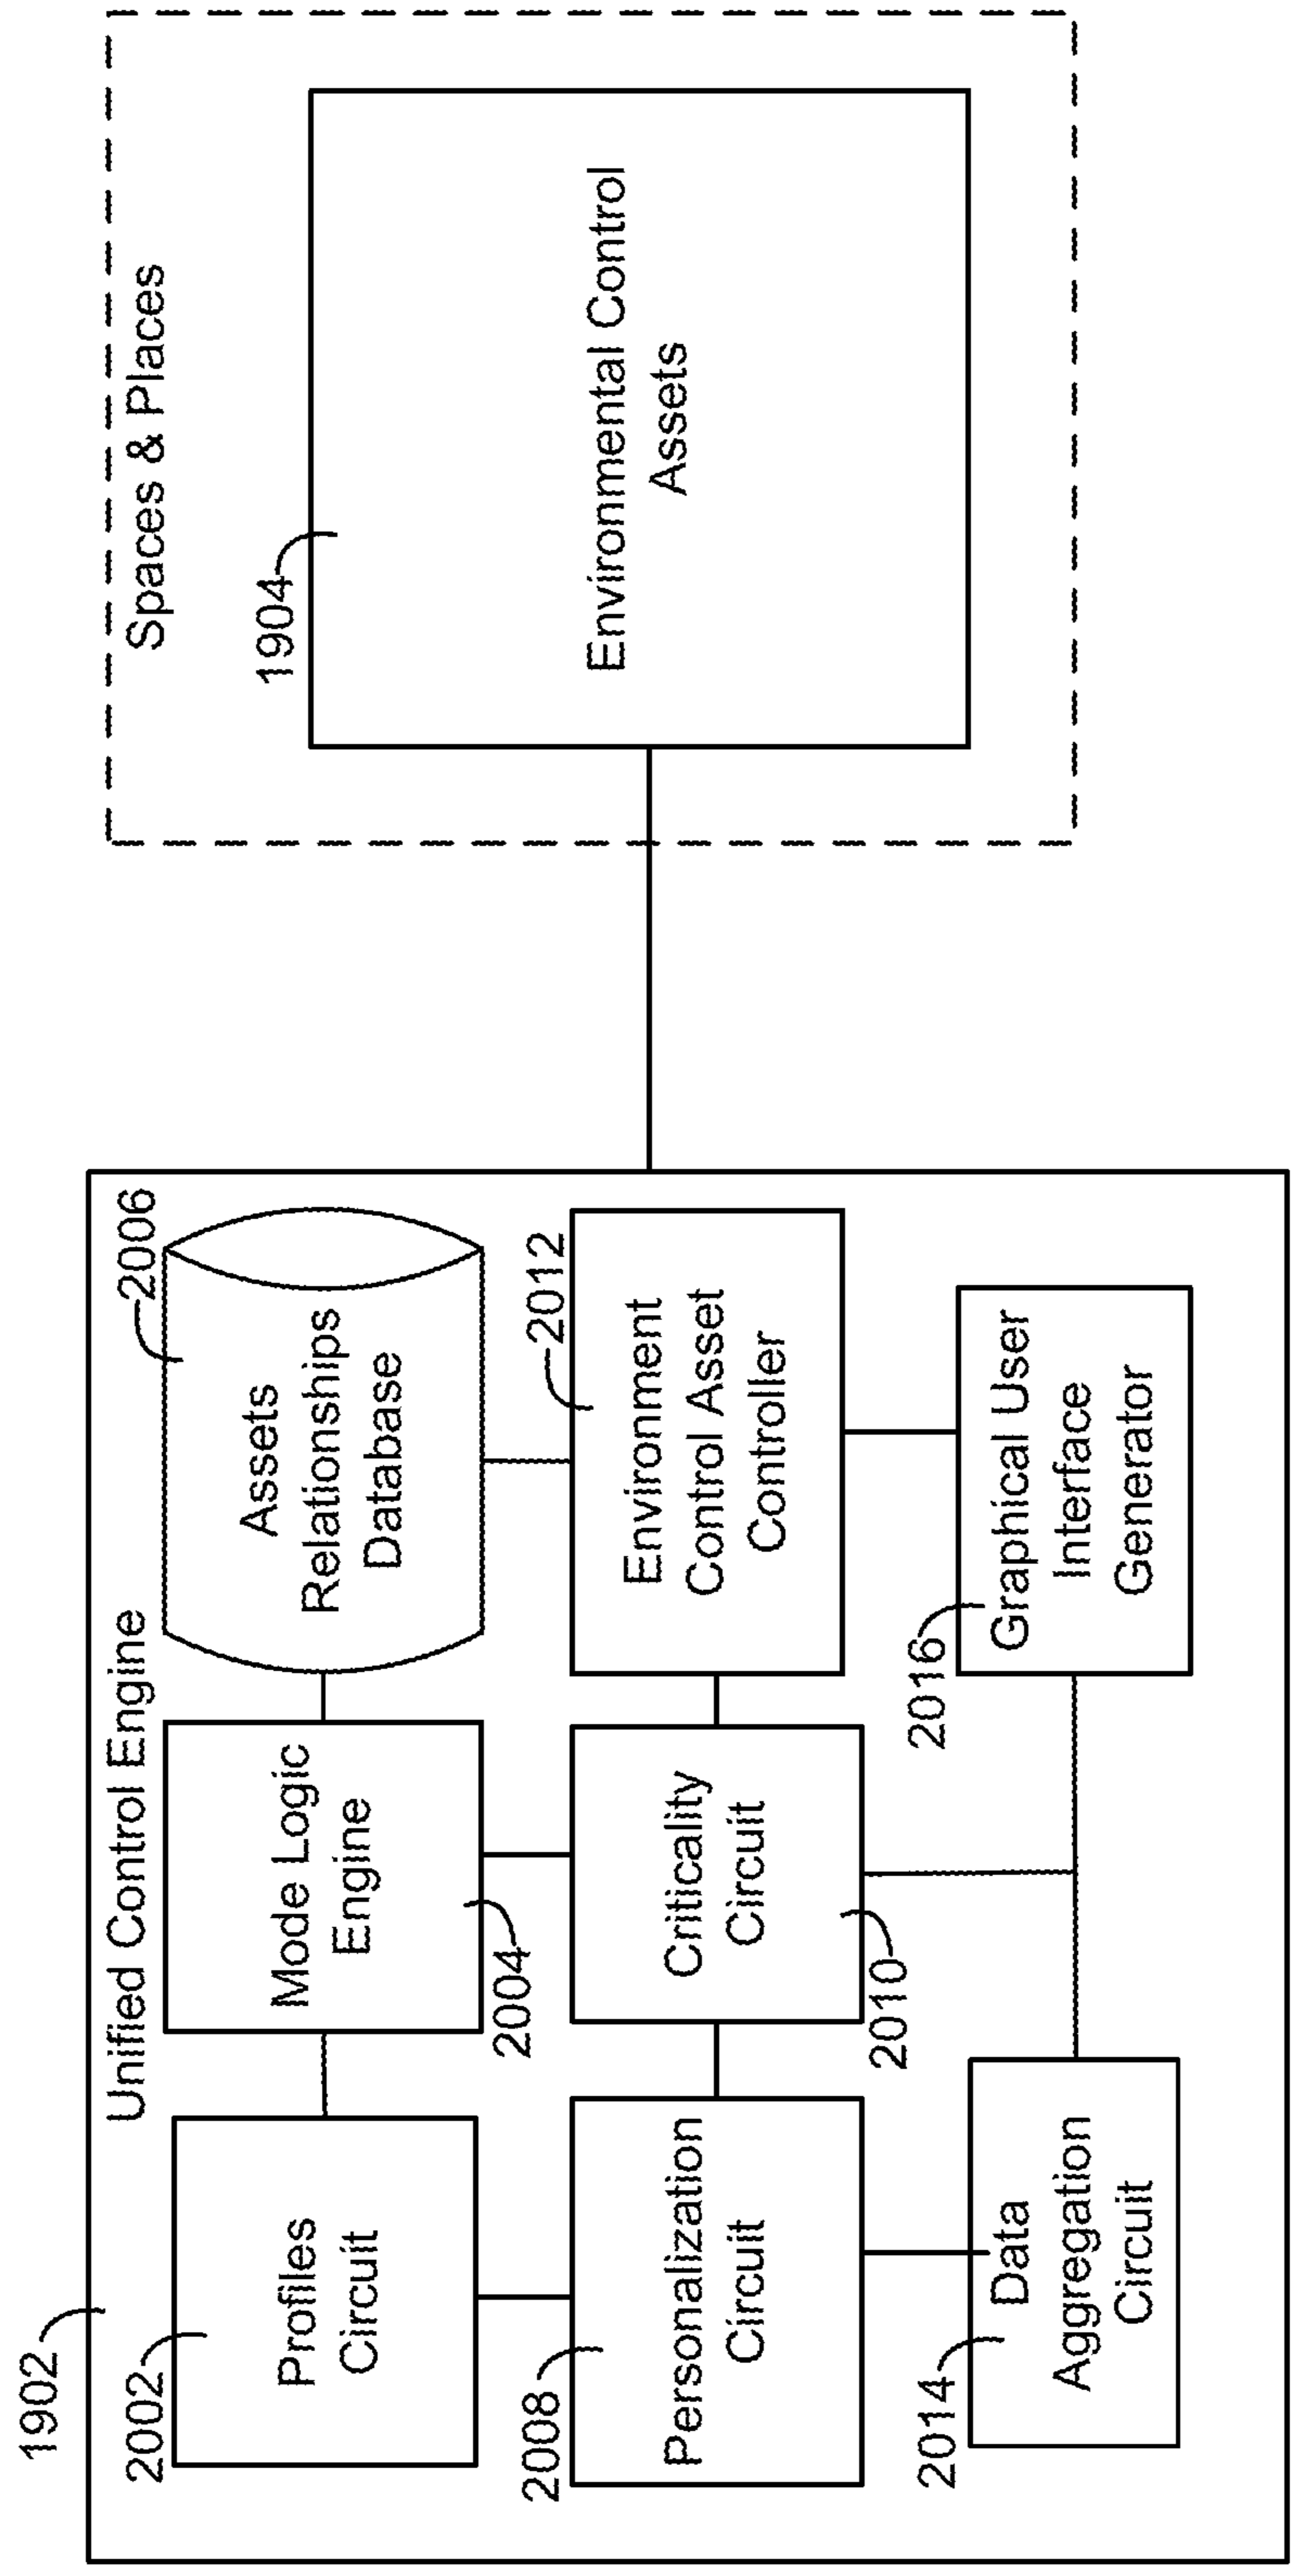 1902
Unified Control Engine
2002
Profiles
Circuit
Mode Logic
Engine
2004
2006
Assets
Relationships
Database
2008
Personalization
Circuit
Criticality
Circuit
2010
2012
Environment
Control Asset
Controller
2014
Data
Aggregation
Circuit
2016
Graphical User
Interface
Generator
Spaces & Places
1904
Environmental Control
Assets